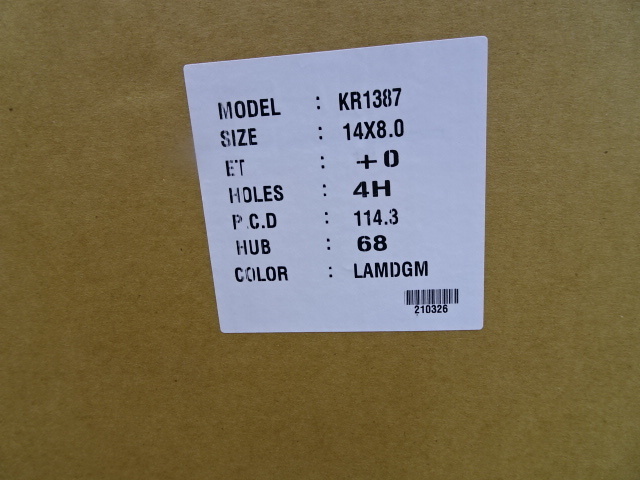 MODEL : KR1387
SIZE : 14X8.0
ET : +0
HOLES : 4H
P.C.D : 114.3
HUB : 68
COLOR : LAMDGM
210326